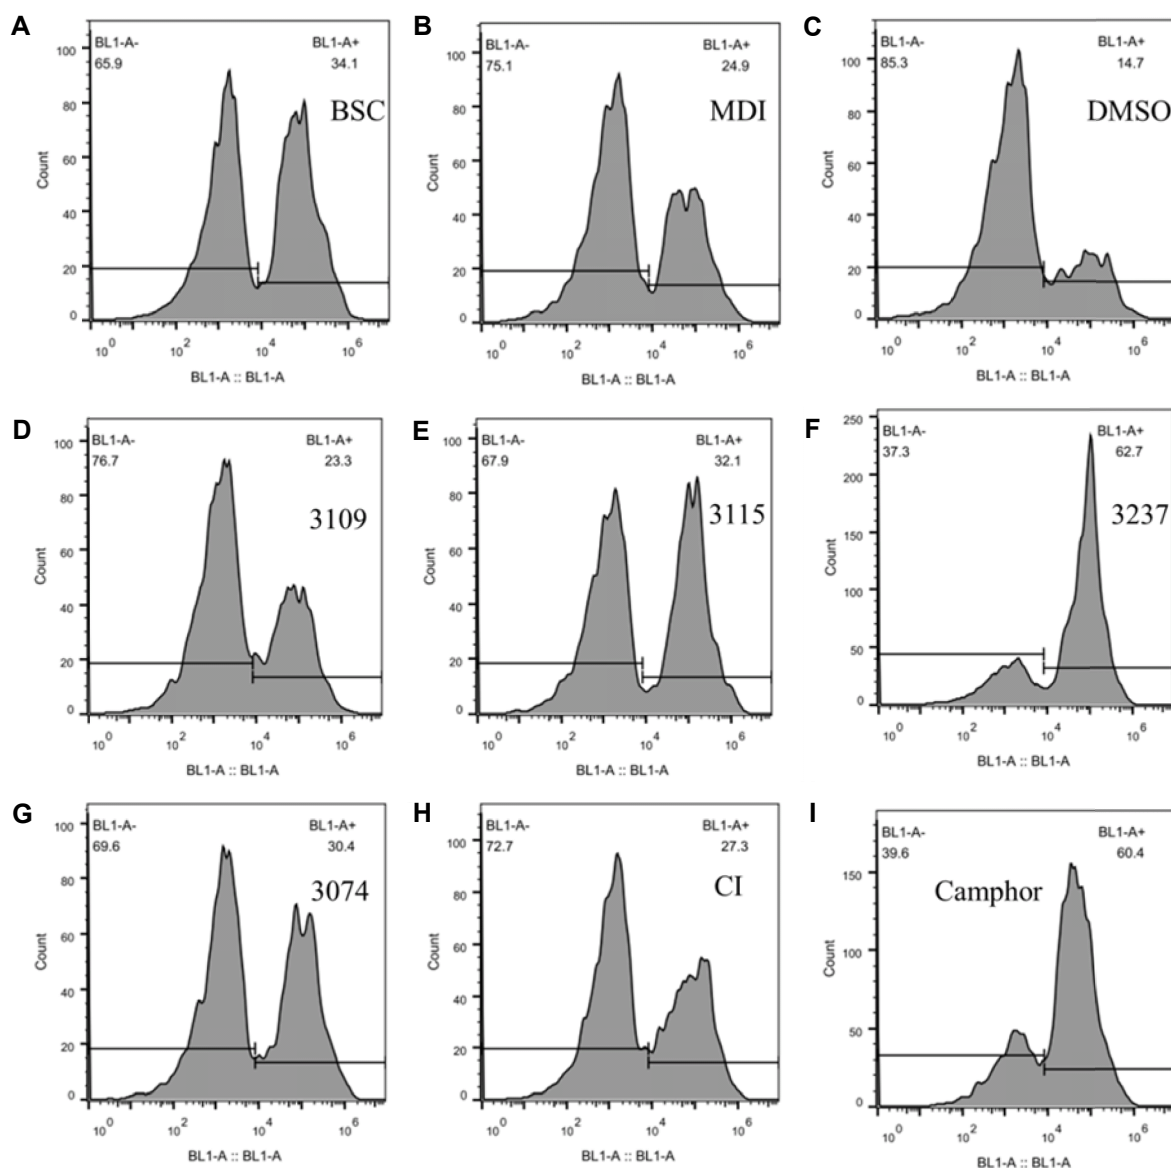 A
BL1-A- BL1-A+
65.9 34.1
BSC
100
80
60
40
20
0
Count
10^0 10^2 10^4 10^6
BL1-A :: BL1-A
B
BL1-A- BL1-A+
75.1 24.9
MDI
100
80
60
40
20
0
Count
10^0 10^2 10^4 10^6
BL1-A :: BL1-A
C
BL1-A- BL1-A+
85.3 14.7
DMSO
100
80
60
40
20
0
Count
10^0 10^2 10^4 10^6
BL1-A :: BL1-A
D
BL1-A- BL1-A+
76.7 23.3
3109
100
80
60
40
20
0
Count
10^0 10^2 10^4 10^6
BL1-A :: BL1-A
E
BL1-A- BL1-A+
67.9 32.1
3115
100
80
60
40
20
0
Count
10^0 10^2 10^4 10^6
BL1-A :: BL1-A
F
BL1-A- BL1-A+
37.3 62.7
3237
250
200
150
100
50
0
Count
10^0 10^2 10^4 10^6
BL1-A :: BL1-A
G
BL1-A- BL1-A+
69.6 30.4
3074
100
80
60
40
20
0
Count
10^0 10^2 10^4 10^6
BL1-A :: BL1-A
H
BL1-A- BL1-A+
72.7 27.3
CI
100
80
60
40
20
0
Count
10^0 10^2 10^4 10^6
BL1-A :: BL1-A
I
BL1-A- BL1-A+
39.6 60.4
Camphor
150
100
50
0
Count
10^0 10^2 10^4 10^6
BL1-A :: BL1-A